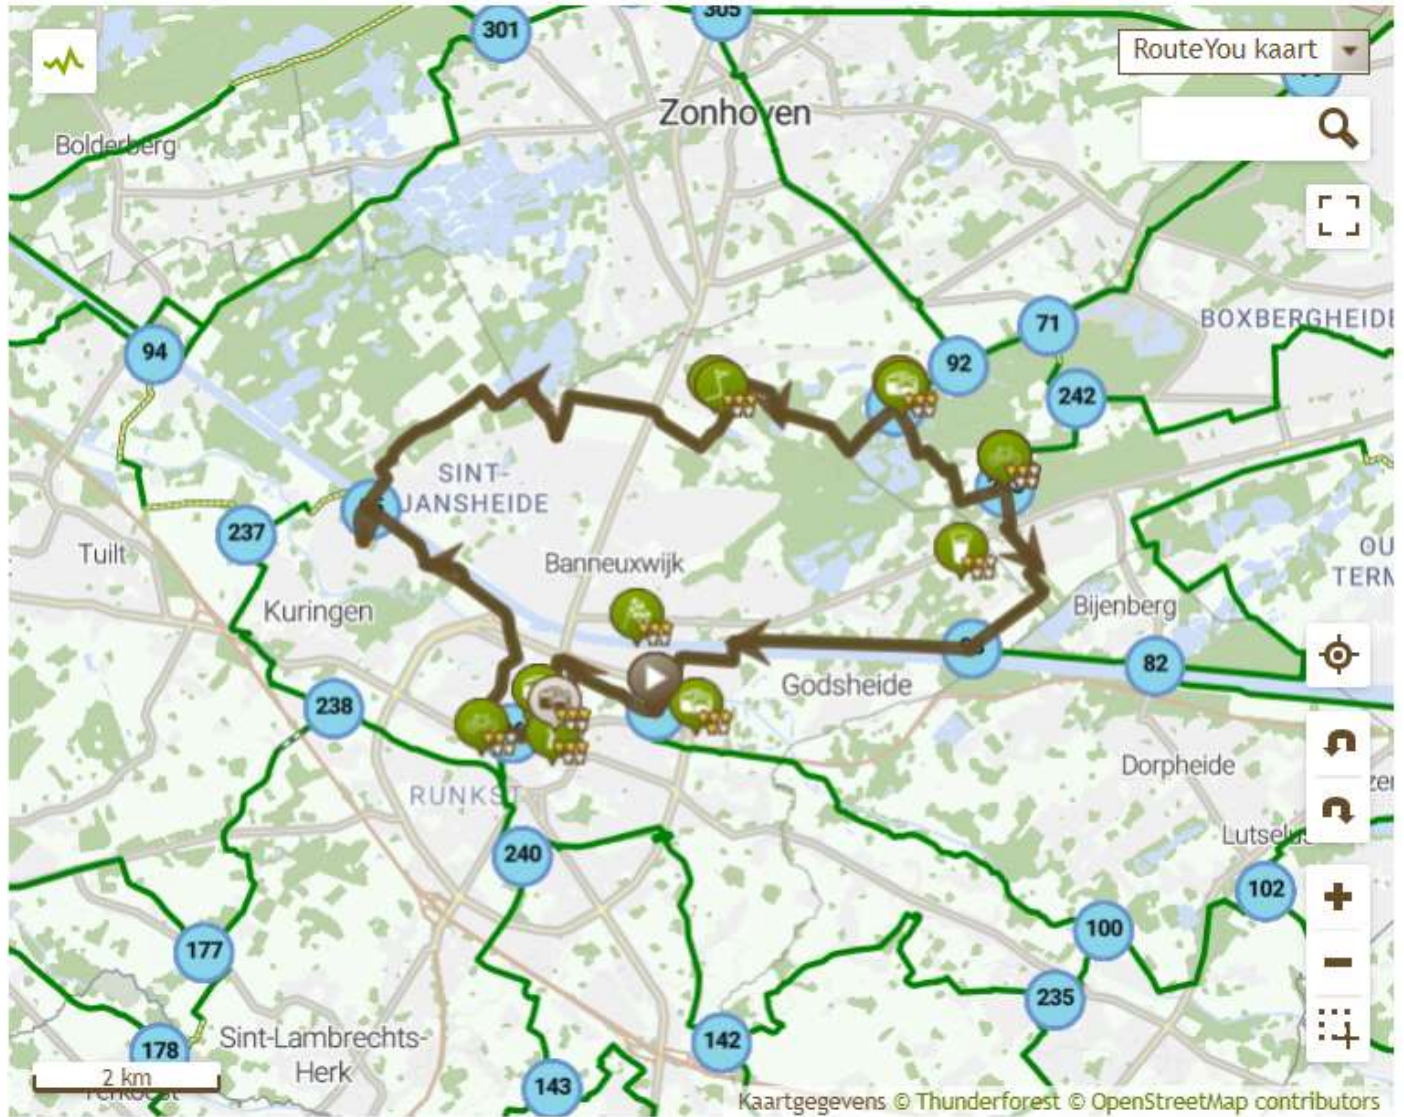 301
305
RouteYou kaart
Zonhoven
Bolderberg
71
BOXBERGHEIDE
94
92
242
SINT-
JANSHEIDE
237
Tuilt
Banneuxwijk
Kuringen
Bijenberg
82
Godsheide
238
Dorpheide
RUNKST
240
102
100
177
235
142
Sint-Lambrechts-
Herk
178
2 km
143
Kaartgegevens © Thunderforest © OpenStreetMap contributors